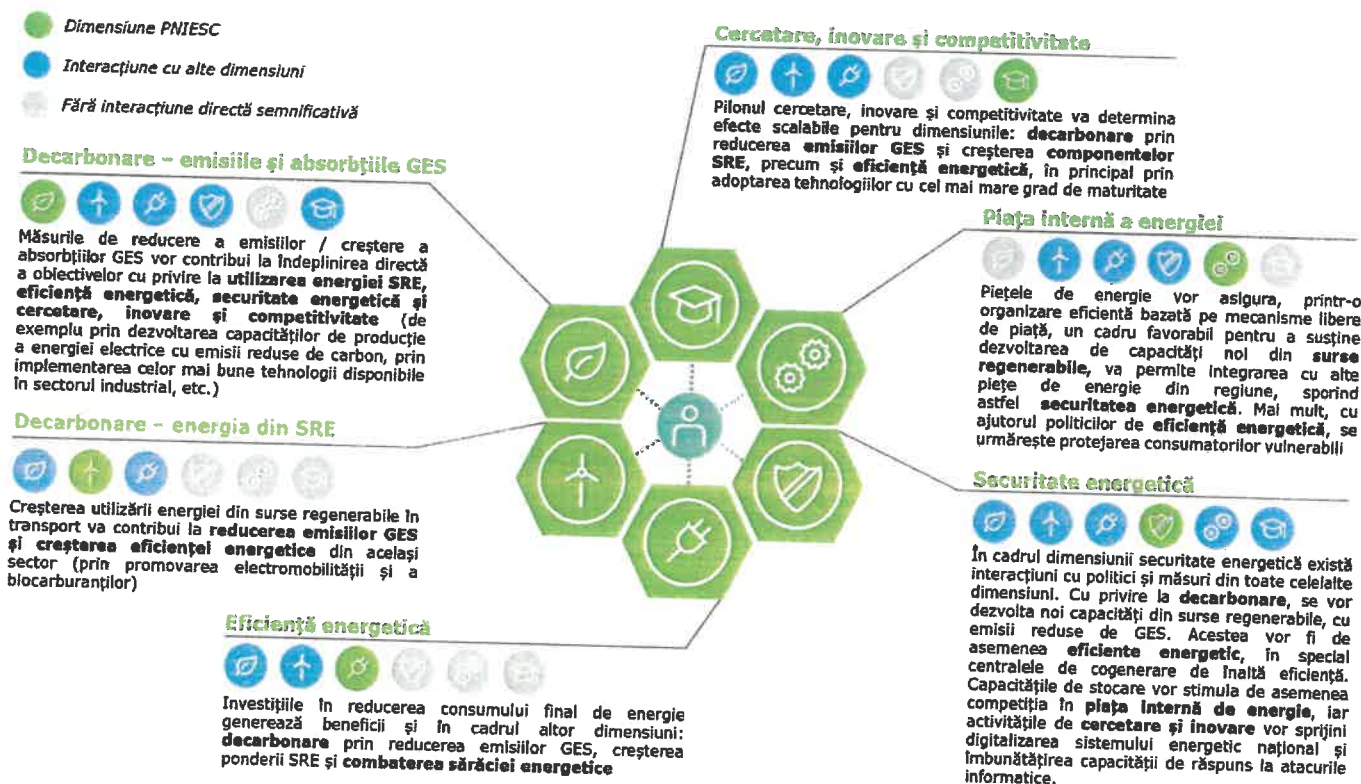 Dimensiune PNIESC
Interacțiune cu alte dimensiuni
Fără interacțiune directă semnificativă
Decarbonare – emisiile și absorbțiile GES
Măsurile de reducere a emisiilor / creștere a
absorbțiilor GES vor contribui la îndeplinirea directă
a obiectivelor cu privire la utilizarea energiei SRE,
eficiență energetică, securitate energetică și
cercetare, inovare și competitivitate (de
exemplu prin dezvoltarea capacităților de producție
a energiei electrice cu emisii reduse de carbon, prin
implementarea celor mai bune tehnologii disponibile
în sectorul industrial, etc.)
Decarbonare – energia din SRE
Creșterea utilizării energiei din surse regenerabile în
transport va contribui la reducerea emisiilor GES
și creșterea eficienței energetice din același
sector (prin promovarea electromobilității și a
biocarburanților)
Eficiență energetică
Investițiile în reducerea consumului final de energie
generează beneficii și în cadrul altor dimensiuni:
decarbonare prin reducerea emisiilor GES, creșterea
ponderii SRE și combaterea sărăciei energetice
Cercetare, inovare și competitivitate
Pilonul cercetare, inovare și competitivitate va determina
efecte scalabile pentru dimensiunile: decarbonare prin
reducerea emisiilor GES și creșterea componentelor
SRE, precum și eficiență energetică, în principal prin
adoptarea tehnologiilor cu cel mai mare grad de maturitate
Piața internă a energiei
Piețele de energie vor asigura, printr-o
organizare eficientă bazată pe mecanisme libere
de piață, un cadru favorabil pentru a susține
dezvoltarea de capacități noi din surse
regenerabile, va permite integrarea cu alte
piețe de energie din regiune, sporind
astfel securitatea energetică. Mai mult, cu
ajutorul politicilor de eficiență energetică, se
urmărește protejarea consumatorilor vulnerabili
Securitate energetică
În cadrul dimensiunii securitate energetică există
interacțiuni cu politici și măsuri din toate celelalte
dimensiuni. Cu privire la decarbonare, se vor
dezvolta noi capacități din surse regenerabile, cu
emisii reduse de GES. Acestea vor fi de
asemenea eficiente energetic, în special
centralele de cogenerare de înaltă eficiență.
Capacitățile de stocare vor stimula de asemenea
competiția în piața internă de energie, iar
activitățile de cercetare și inovare vor sprijini
digitalizarea sistemului energetic național și
îmbunătățirea capacității de răspuns la atacurile
informatice.